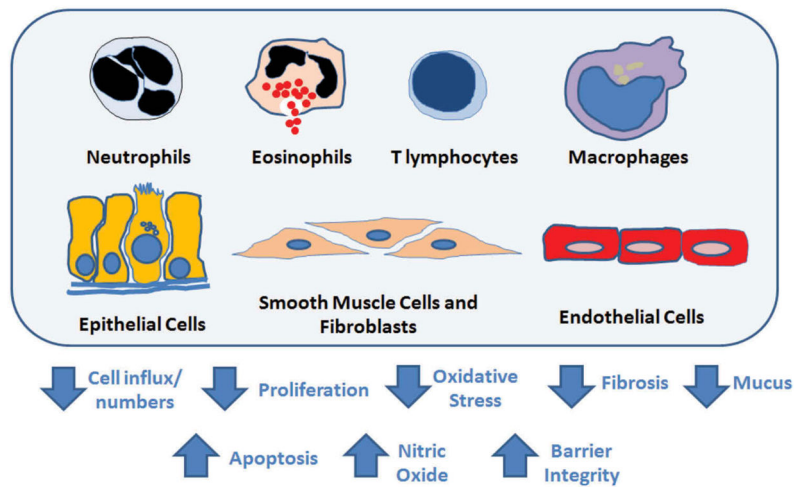 Neutrophils
Eosinophils
T lymphocytes
Macrophages
Epithelial Cells
Smooth Muscle Cells and
Fibroblasts
Endothelial Cells
Cell influx/
numbers
Proliferation
Oxidative
Stress
Fibrosis
Mucus
Apoptosis
Nitric
Oxide
Barrier
Integrity